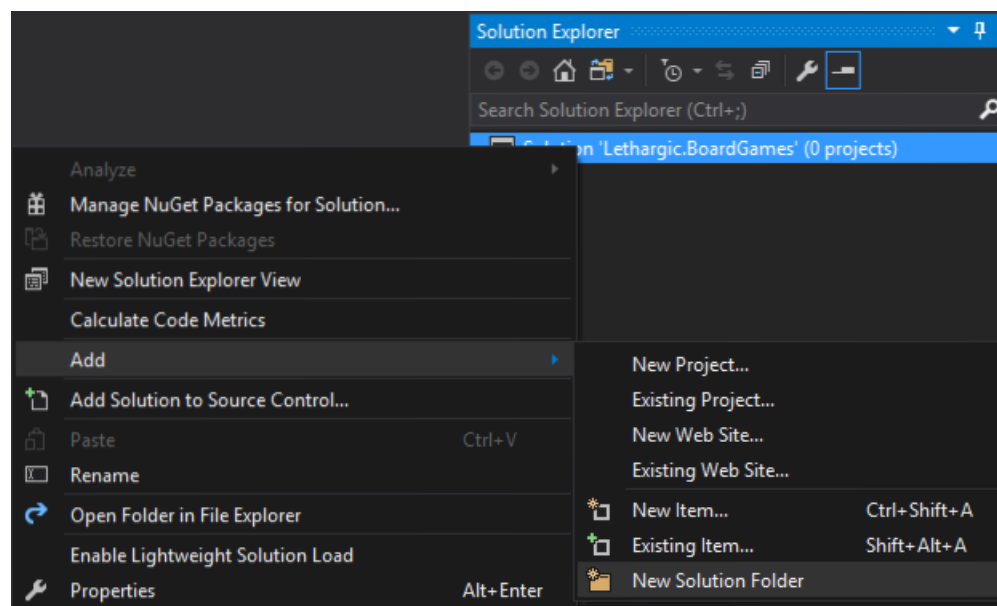 Solution Explorer
Search Solution Explorer (Ctrl+;)
Solution 'Lethargic.BoardGames' (0 projects)
Analyze
Manage NuGet Packages for Solution...
Restore NuGet Packages
New Solution Explorer View
Calculate Code Metrics
Add
Add Solution to Source Control...
Paste Ctrl+V
Rename
Open Folder in File Explorer
Enable Lightweight Solution Load
Properties Alt+Enter
New Project...
Existing Project...
New Web Site...
Existing Web Site...
New Item... Ctrl+Shift+A
Existing Item... Shift+Alt+A
New Solution Folder